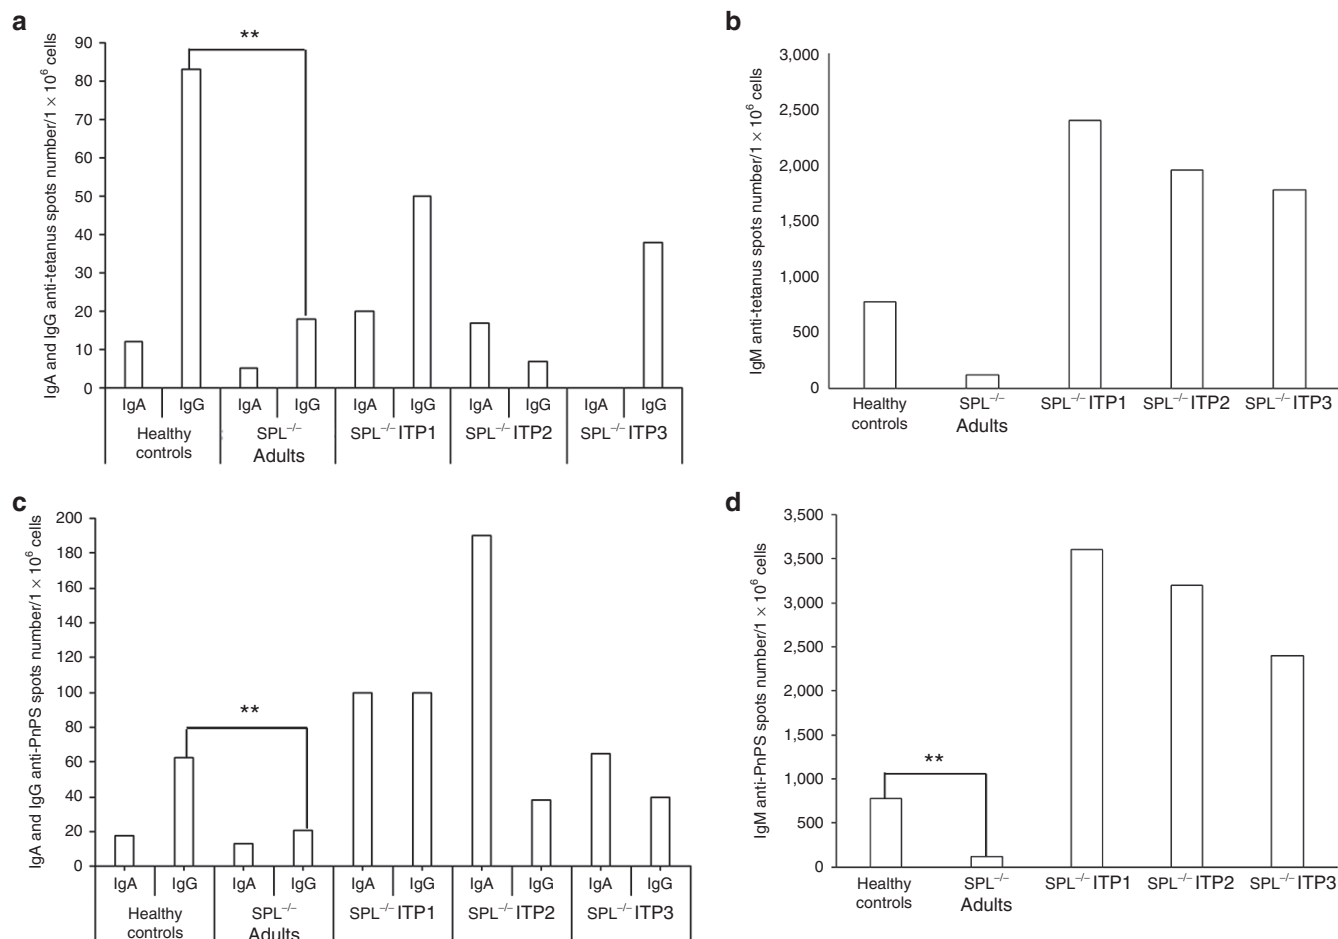 a
IgA and IgG anti-tetanus spots number/1 × 10⁶ cells
90
80
70
60
50
40
30
20
10
0
**
IgA IgG IgA IgG IgA IgG IgA IgG IgA IgG
Healthy controls
SPL⁻/⁻ Adults
SPL⁻/⁻ ITP1
SPL⁻/⁻ ITP2
SPL⁻/⁻ ITP3
b
IgM anti-tetanus spots number/1 × 10⁶ cells
3,000
2,500
2,000
1,500
1,000
500
0
Healthy controls
SPL⁻/⁻ Adults
SPL⁻/⁻ ITP1
SPL⁻/⁻ ITP2
SPL⁻/⁻ ITP3
c
IgA and IgG anti-PnPS spots number/1 × 10⁶ cells
200
180
160
140
120
100
80
60
40
20
0
**
IgA IgG IgA IgG IgA IgG IgA IgG IgA IgG
Healthy controls
SPL⁻/⁻ Adults
SPL⁻/⁻ ITP1
SPL⁻/⁻ ITP2
SPL⁻/⁻ ITP3
d
IgM anti-PnPS spots number/1 × 10⁶ cells
3,500
3,500
3,000
2,500
2,000
1,500
1,000
500
0
**
Healthy controls
SPL⁻/⁻ Adults
SPL⁻/⁻ ITP1
SPL⁻/⁻ ITP2
SPL⁻/⁻ ITP3